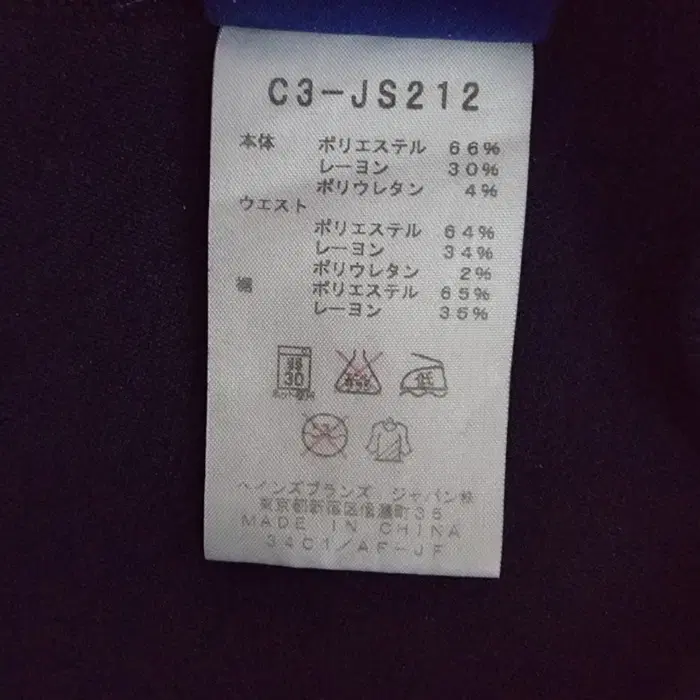 C3-JS212
本体 ポリエステル 66%
レーヨン 30%
ポリウレタン 4%
ウエスト
ポリエステル 64%
レーヨン 34%
ポリウレタン 2%
裾 ポリエステル 65%
レーヨン 35%
弱 30 低
ヘインズブランズ ジャパン㈱
東京都新宿区信濃町35
MADE IN CHINA
34C1/AF-JF